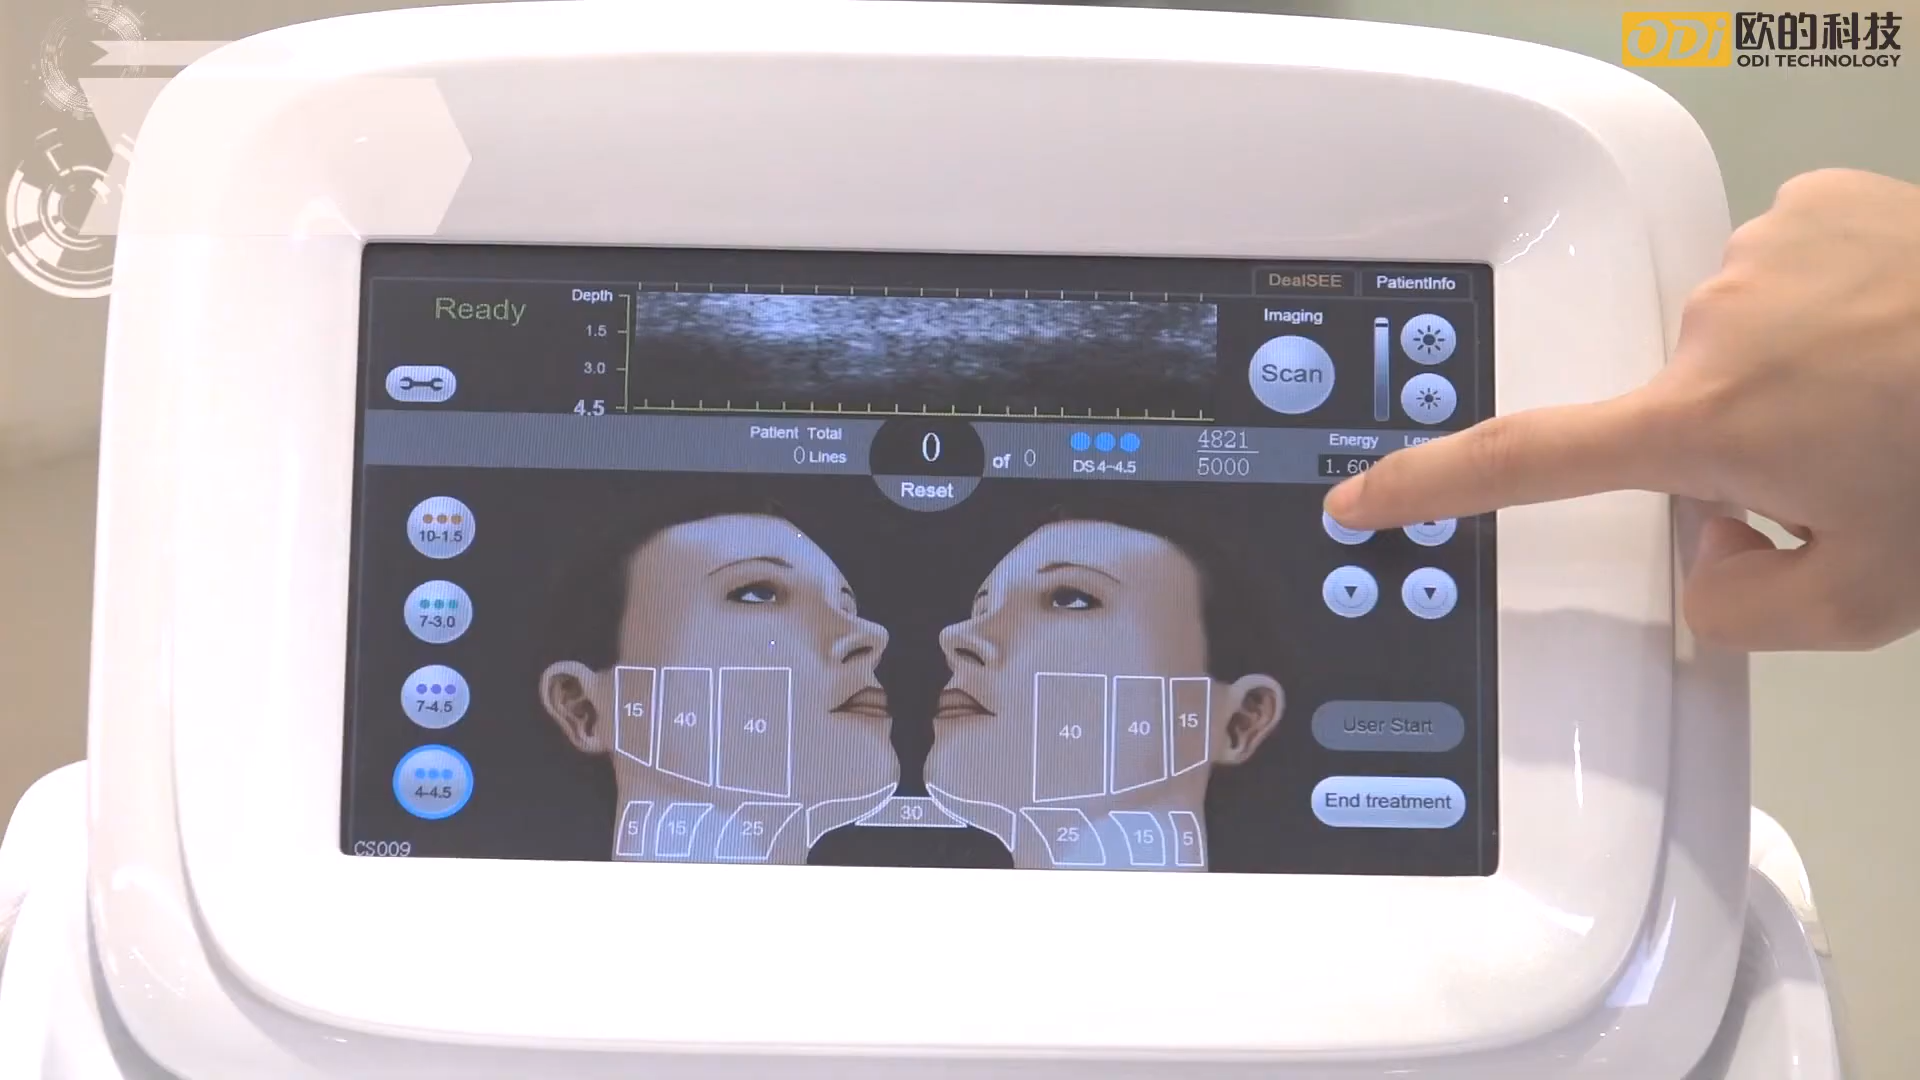 ODi 欧的科技
ODI TECHNOLOGY
DealSEE
PatientInfo
Ready
Depth
1.5
3.0
4.5
Imaging
Scan
Patient Total
0 Lines
0
of 0
Reset
DS 4-4.5
4821
5000
Energy
1.60
10-1.5
7-3.0
7-4.5
4-4.5
15 40 40
40 40 15
5 15 25
30
25 15 5
User Start
End treatment
CS009